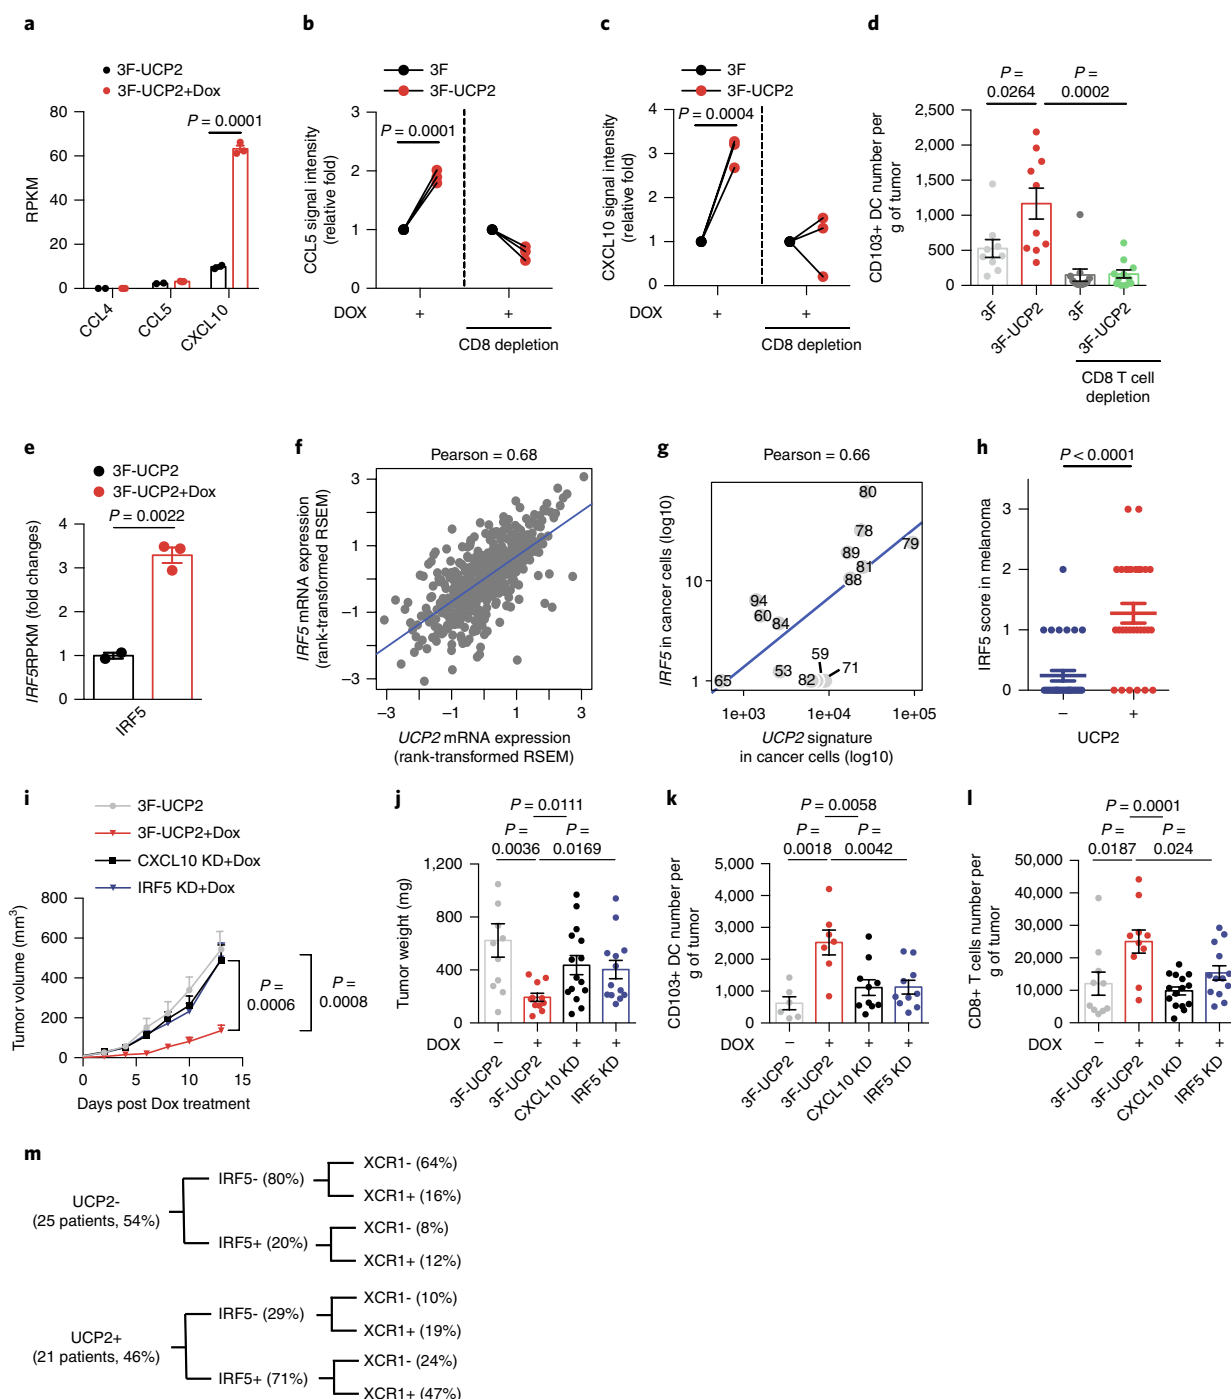 a
3F-UCP2
3F-UCP2+Dox
P = 0.0001
RPKM
80
60
40
20
0
CCL4
CCL5
CXCL10
b
3F
3F-UCP2
P = 0.0001
CCL5 signal intensity
(relative fold)
3
2
1
0
DOX
+
+
CD8 depletion
c
3F
3F-UCP2
P = 0.0004
CXCL10 signal intensity
(relative fold)
4
3
2
1
0
DOX
+
+
CD8 depletion
d
P =
0.0264
P =
0.0002
CD103+ DC number per
g of tumor
2,500
2,000
1,500
1,000
500
0
3F
3F-UCP2
3F
3F-UCP2
CD8 T cell
depletion
e
3F-UCP2
3F-UCP2+Dox
P = 0.0022
IRF5RPKM (fold changes)
4
3
2
1
0
IRF5
f
Pearson = 0.68
IRF5 mRNA expression
(rank-transformed RSEM)
3
1
−1
−3
−3
−1
1
3
UCP2 mRNA expression
(rank-transformed RSEM)
g
Pearson = 0.66
IRF5 in cancer cells (log10)
10
1
80
78
79
89
81
88
94
60
84
59
71
53
82
65
1e+03
1e+04
1e+05
UCP2 signature
in cancer cells (log10)
h
P < 0.0001
IRF5 score in melanoma
3
2
1
0
−
+
UCP2
i
3F-UCP2
3F-UCP2+Dox
CXCL10 KD+Dox
IRF5 KD+Dox
Tumor volume (mm³)
800
600
400
200
0
P =
0.0006
P =
0.0008
0
5
10
15
Days post Dox treatment
j
P = 0.0111
P =
0.0036
P =
0.0169
Tumor weight (mg)
1,200
800
400
0
DOX
−
+
+
+
3F-UCP2
3F-UCP2
CXCL10 KD
IRF5 KD
k
P = 0.0058
P =
0.0018
P =
0.0042
CD103+ DC number per
g of tumor
5,000
4,000
3,000
2,000
1,000
0
DOX
−
+
+
+
3F-UCP2
3F-UCP2
CXCL10 KD
IRF5 KD
l
P = 0.0001
P =
0.0187
P =
0.024
CD8+ T cells number per
g of tumor
50,000
40,000
30,000
20,000
10,000
0
DOX
−
+
+
+
3F-UCP2
3F-UCP2
CXCL10 KD
IRF5 KD
m
UCP2-
(25 patients, 54%)
IRF5- (80%)
XCR1- (64%)
XCR1+ (16%)
IRF5+ (20%)
XCR1- (8%)
XCR1+ (12%)
UCP2+
(21 patients, 46%)
IRF5- (29%)
XCR1- (10%)
XCR1+ (19%)
IRF5+ (71%)
XCR1- (24%)
XCR1+ (47%)